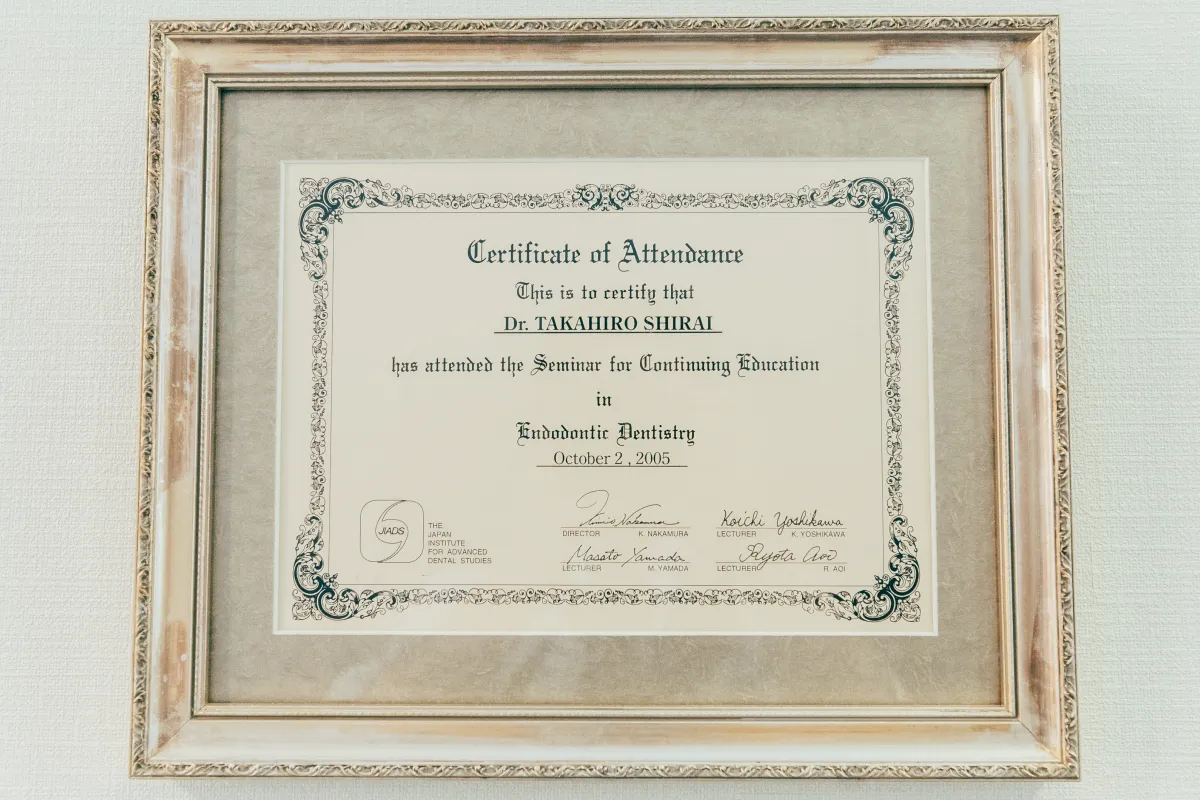 Certificate of Attendance
This is to certify that
Dr. TAKAHIRO SHIRAI
has attended the Seminar for Continuing Education
in
Endodontic Dentistry
October 2 , 2005
JIADS
THE
JAPAN
INSTITUTE
FOR ADVANCED
DENTAL STUDIES
DIRECTOR K. NAKAMURA
Koichi Yoshikawa
LECTURER K. YOSHIKAWA
Masato Yamada
LECTURER M. YAMADA
Ryota Aoi
LECTURER R. AOI